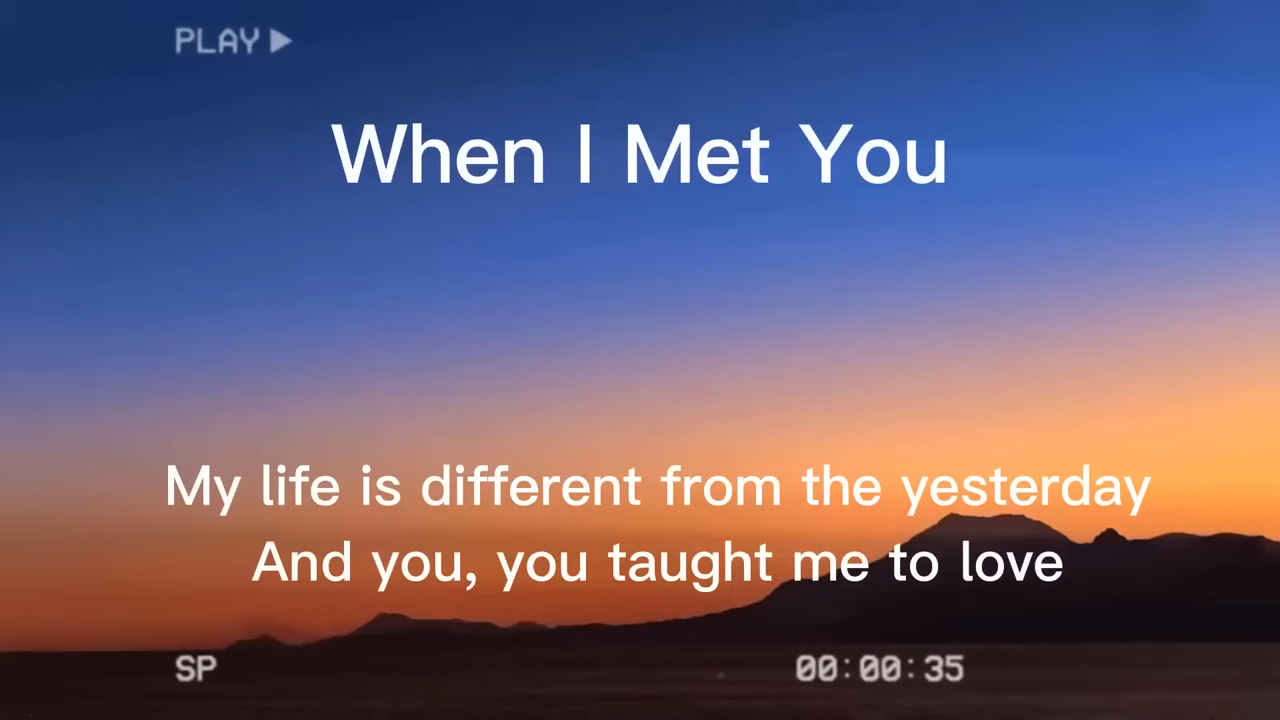 PLAY ▶
When I Met You
My life is different from the yesterday
And you, you taught me to love
SP
00:00:35